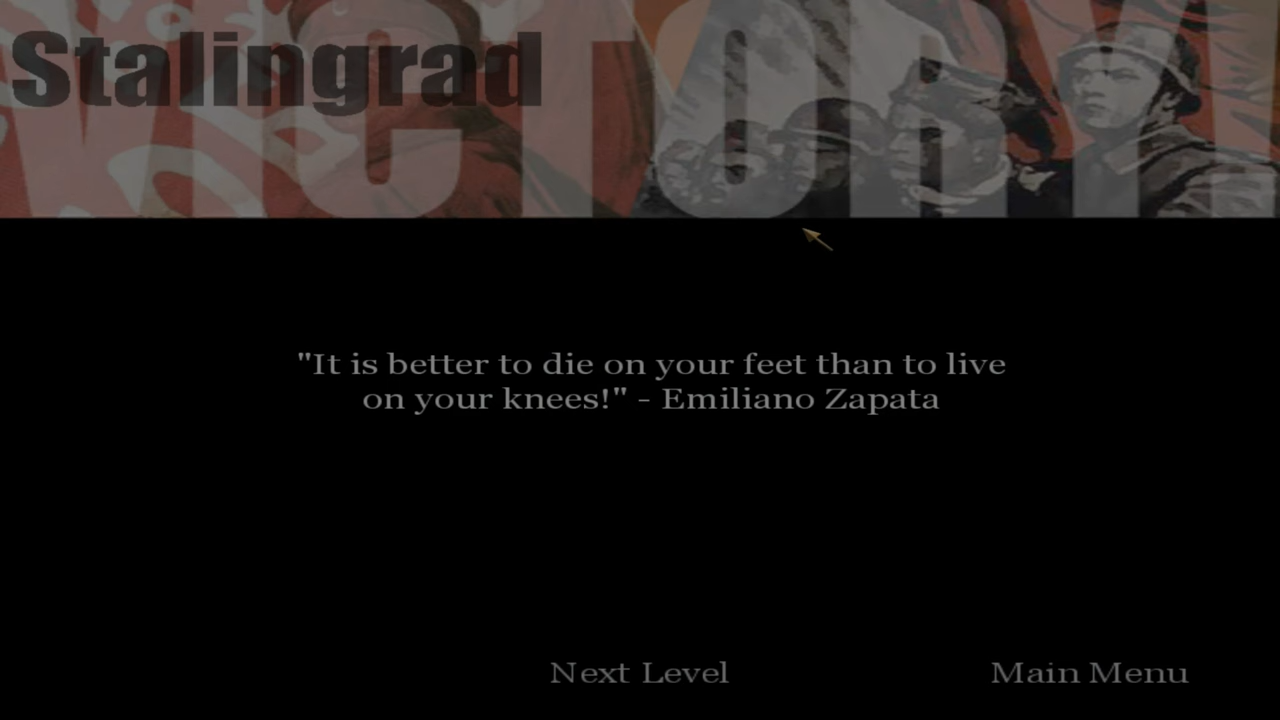 VICTORY!
Stalingrad
"It is better to die on your feet than to live
on your knees!" - Emiliano Zapata
Next Level
Main Menu